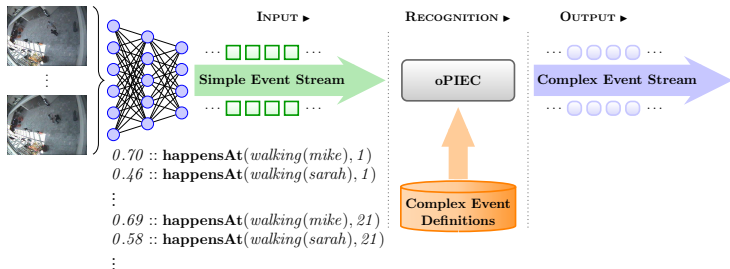 INPUT ▸
RECOGNITION ▸
OUTPUT ▸
··· ···
··· ···
Simple Event Stream
oPIEC
Complex Event Stream
··· ···
··· ···
0.70 :: happensAt(walking(mike), 1)
0.46 :: happensAt(walking(sarah), 1)
⋮
0.69 :: happensAt(walking(mike), 21)
0.58 :: happensAt(walking(sarah), 21)
⋮
Complex Event
Definitions